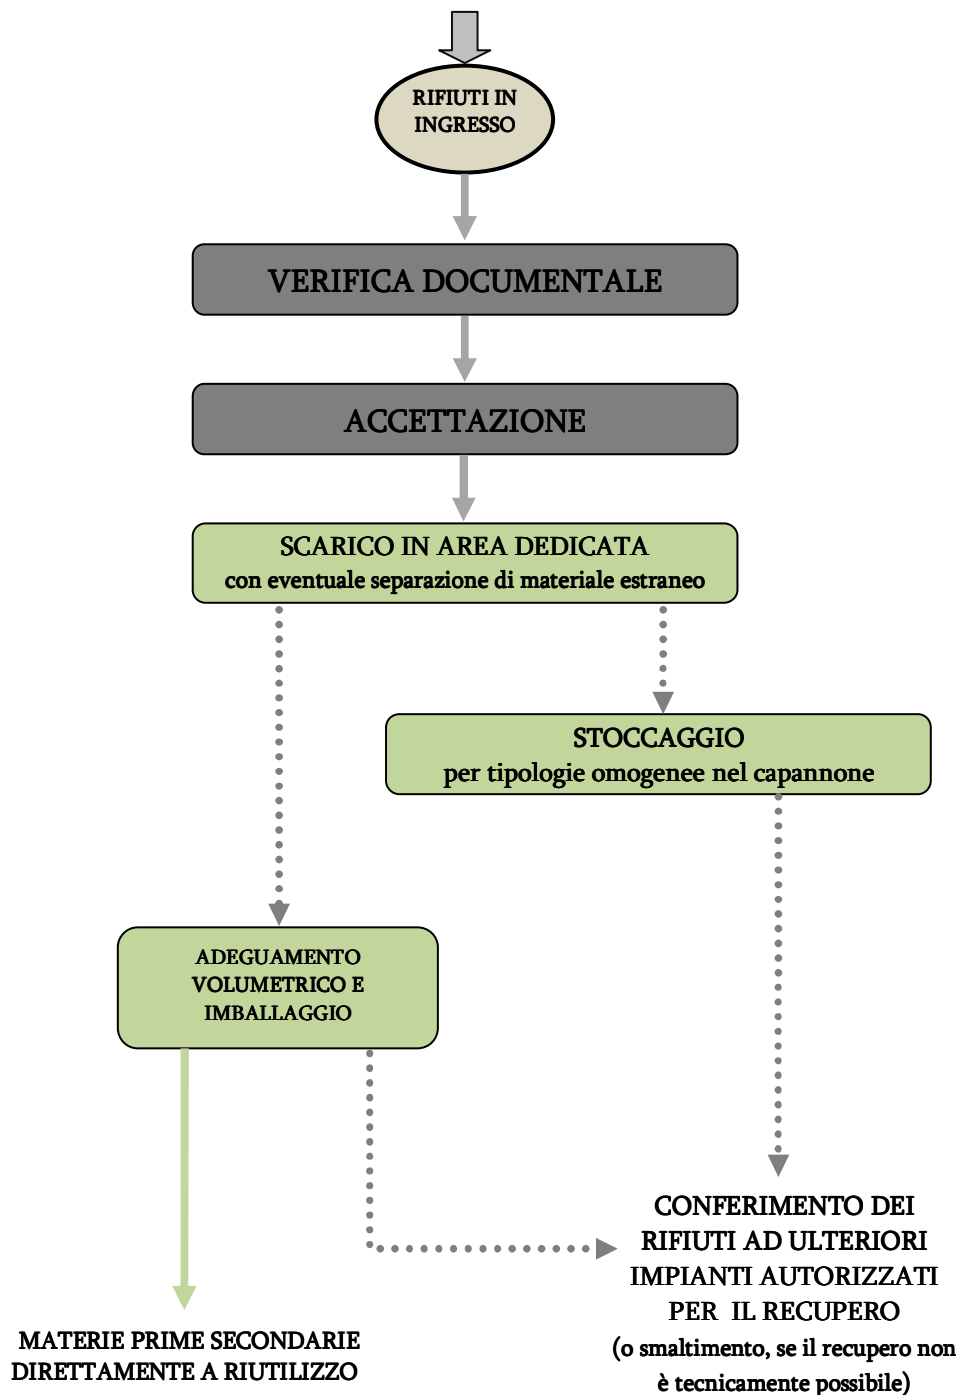 RIFIUTI IN
INGRESSO
VERIFICA DOCUMENTALE
ACCETTAZIONE
SCARICO IN AREA DEDICATA
con eventuale separazione di materiale estraneo
STOCCAGGIO
per tipologie omogenee nel capannone
ADEGUAMENTO
VOLUMETRICO E
IMBALLAGGIO
CONFERIMENTO DEI
RIFIUTI AD ULTERIORI
IMPIANTI AUTORIZZATI
PER IL RECUPERO
(o smaltimento, se il recupero non
è tecnicamente possibile)
MATERIE PRIME SECONDARIE
DIRETTAMENTE A RIUTILIZZO